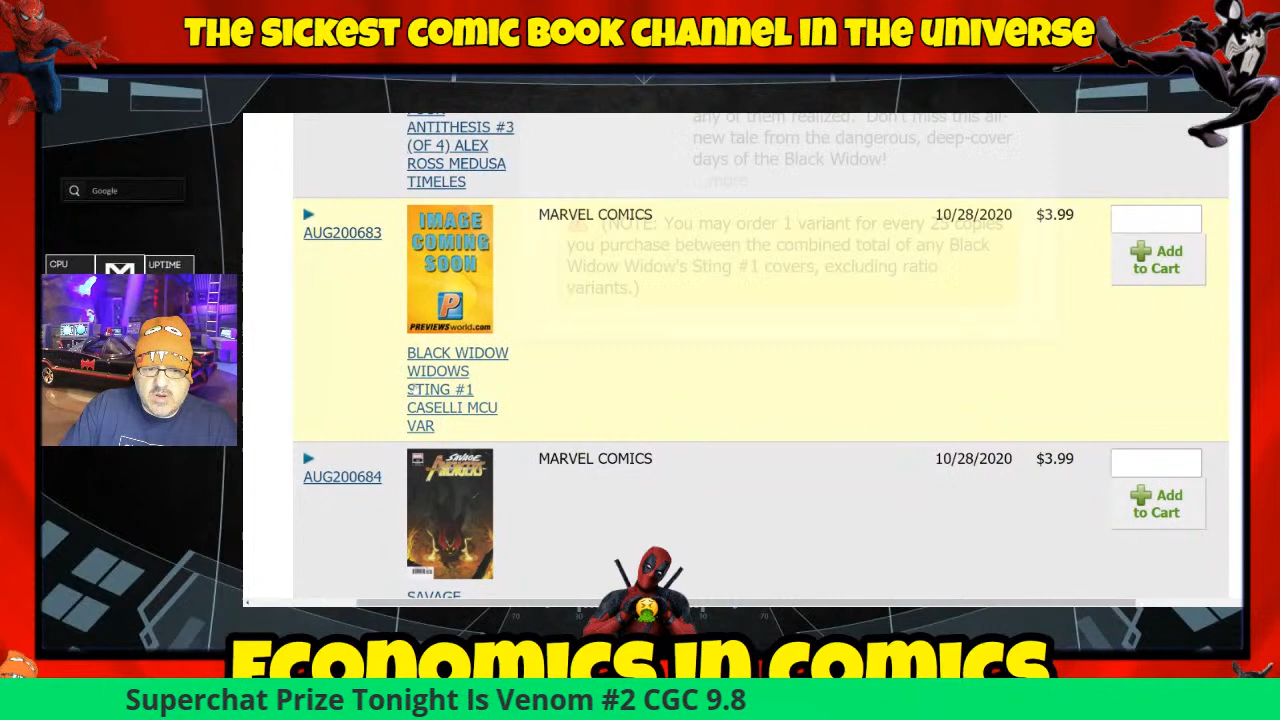 THE SICKEST COMIC BOOK CHANNEL IN THE UNIVERSE
Google
CPU
UPTIME
ANTITHESIS #3
(OF 4) ALEX
ROSS MEDUSA
TIMELES
any of them realized. Don't miss this all-
new tale from the dangerous, deep-cover
days of the Black Widow!
...more
AUG200683
IMAGE
COMING
SOON
PREVIEWSworld.com
BLACK WIDOW
WIDOWS
STING #1
CASELLI MCU
VAR
MARVEL COMICS
10/28/2020
$3.99
(NOTE: You may order 1 variant for every 25 copies
you purchase between the combined total of any Black
Widow Widow's Sting #1 covers, excluding ratio
variants.)
Add
to Cart
AUG200684
SAVAGE
AVENGERS
SAVAGE
MARVEL COMICS
10/28/2020
$3.99
Add
to Cart
70
30
70
ECONOMICS IN COMICS
Superchat Prize Tonight Is Venom #2 CGC 9.8